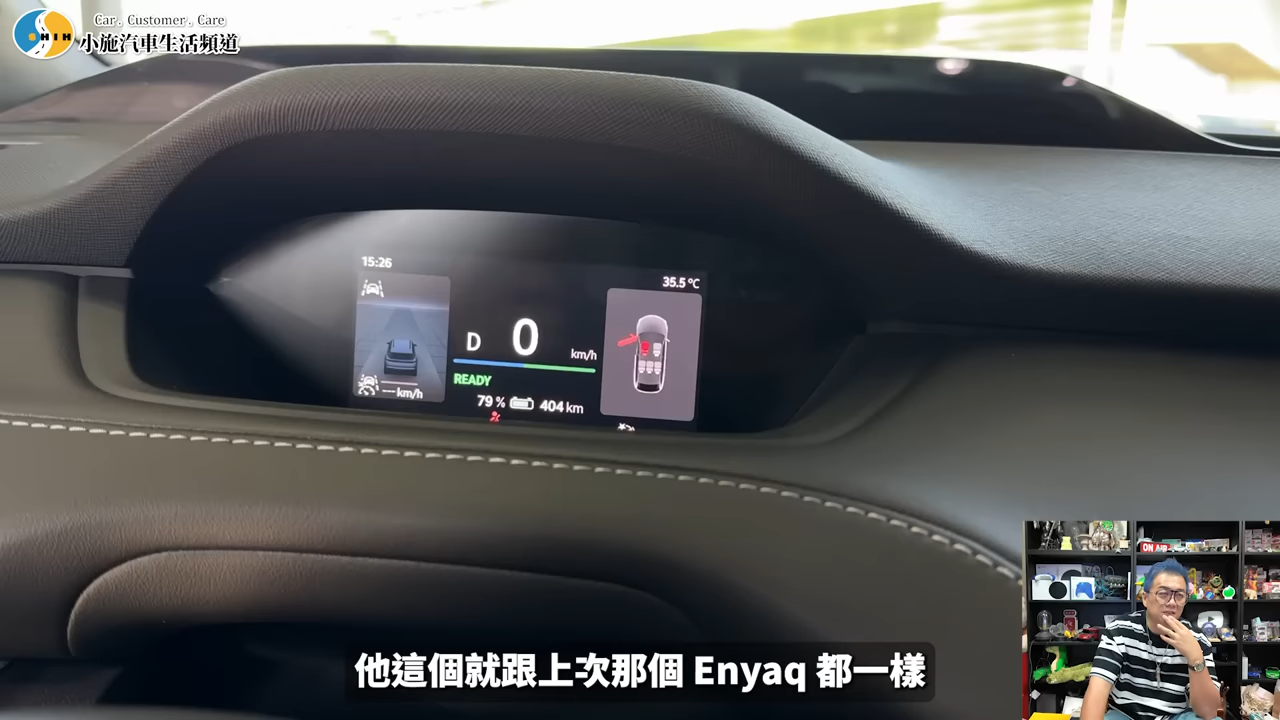 Car. Customer. Care
SHIH
小施汽車生活頻道
15:26
35.5 °C
D 0
km/h
READY
--- km/h
79 %
404 km
ON AIR
他這個就跟上次那個 Enyaq 都一樣